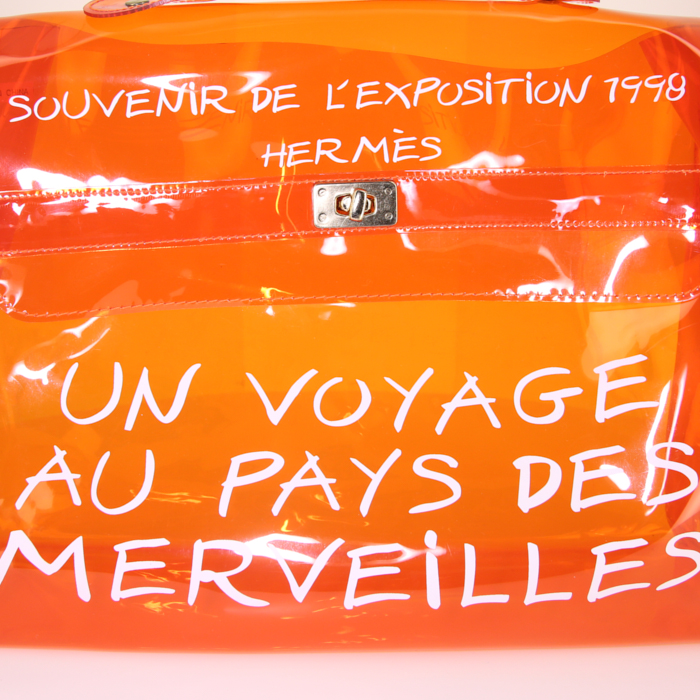 SOUVENIR DE L'EXPOSITION 1998
HERMÈS
UN VOYAGE
AU PAYS DES
MERVEILLES